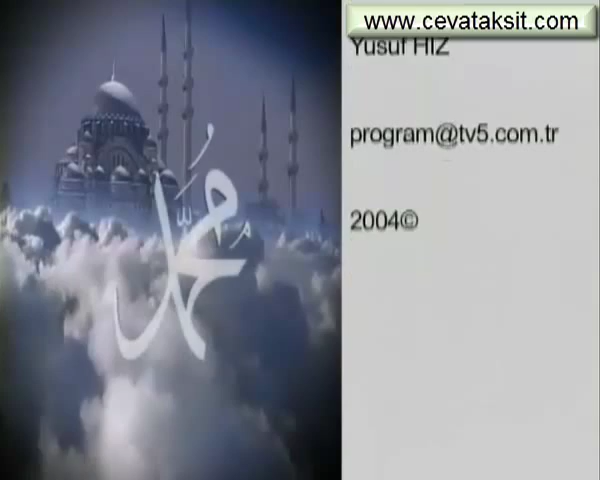 www.cevataksit.com
Yusuf HIZ
program@tv5.com.tr
2004©
محمد